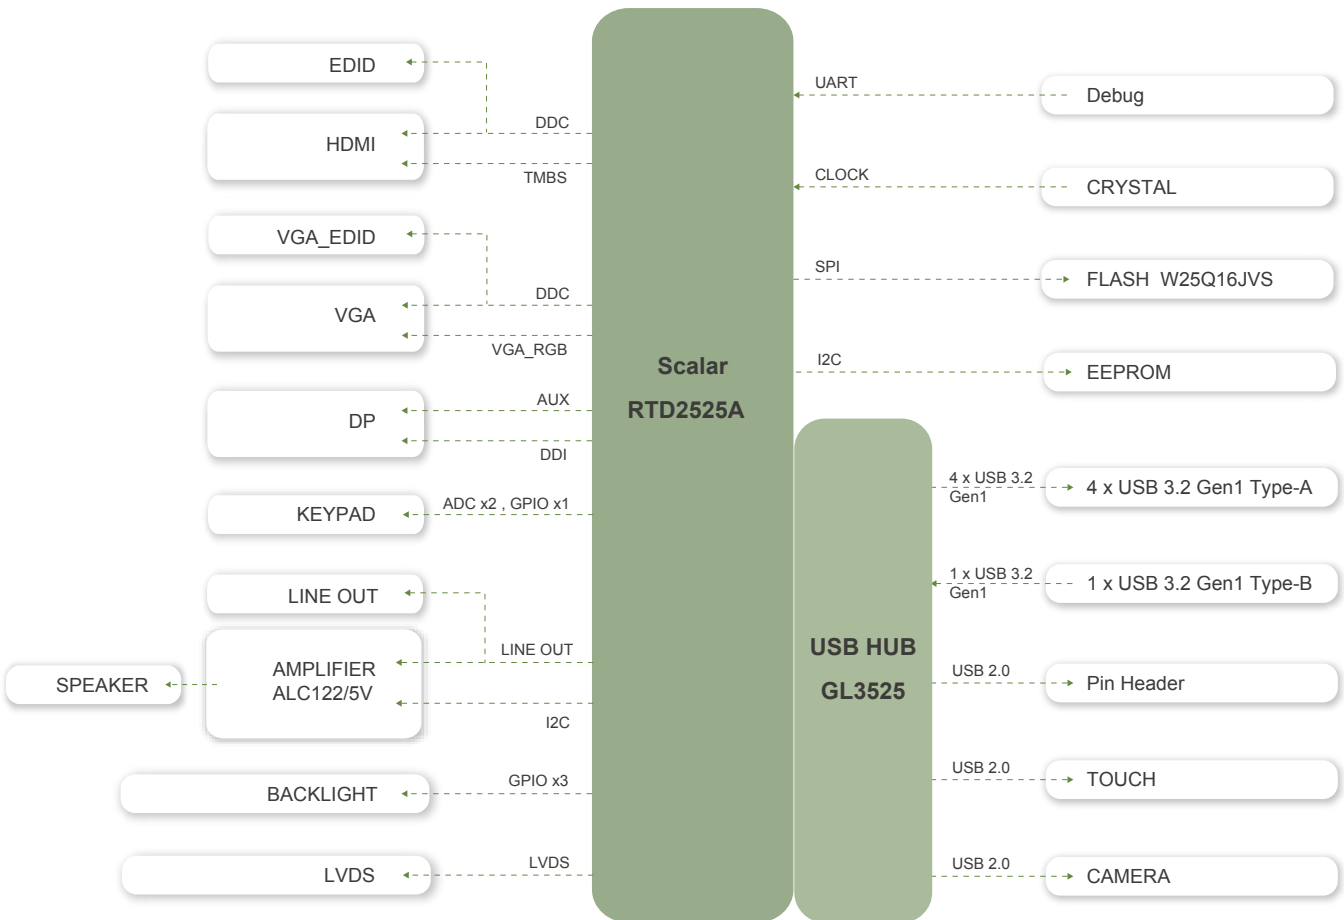 EDID
DDC
HDMI
TMBS
VGA_EDID
DDC
VGA
VGA_RGB
AUX
DP
DDI
KEYPAD
ADC x2 , GPIO x1
LINE OUT
LINE OUT
AMPLIFIER
ALC122/5V
SPEAKER
I2C
GPIO x3
BACKLIGHT
LVDS
LVDS
Scalar
RTD2525A
UART
Debug
CLOCK
CRYSTAL
SPI
FLASH W25Q16JVS
I2C
EEPROM
USB HUB
GL3525
4 x USB 3.2
Gen1
4 x USB 3.2 Gen1 Type-A
1 x USB 3.2
Gen1
1 x USB 3.2 Gen1 Type-B
USB 2.0
Pin Header
USB 2.0
TOUCH
USB 2.0
CAMERA